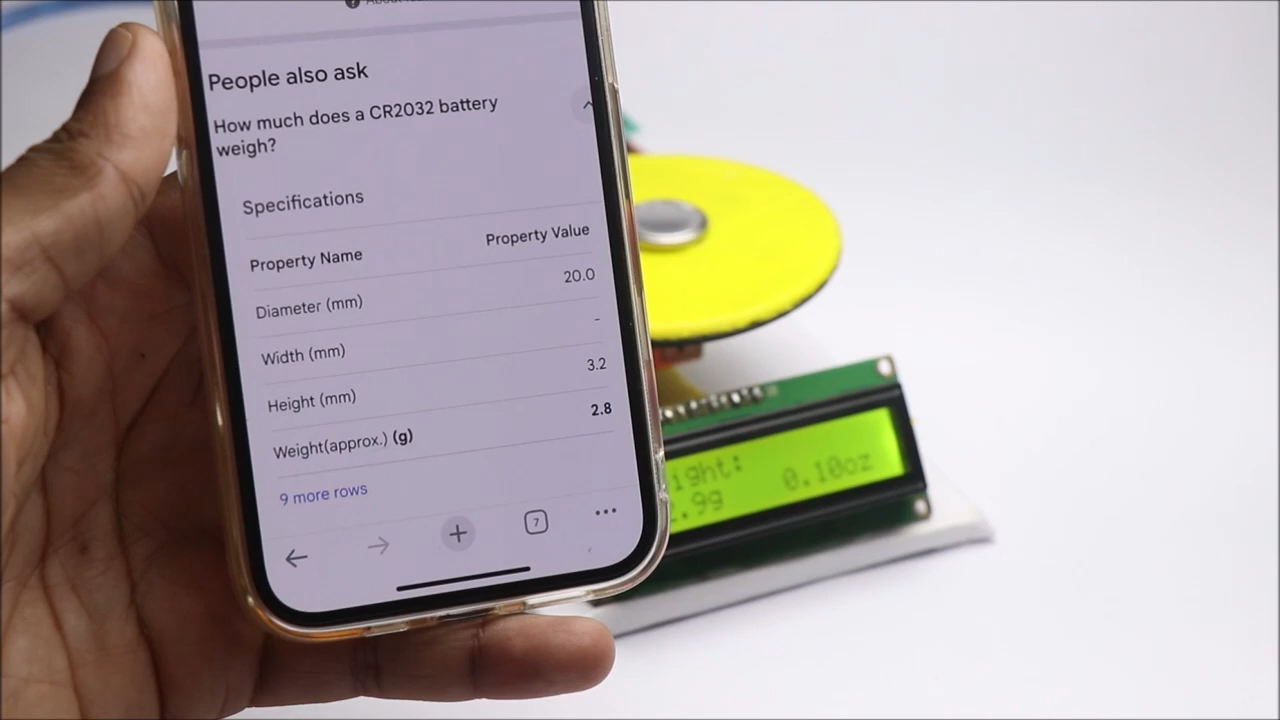 People also ask
How much does a CR2032 battery
weigh?
Specifications
Property Name Property Value
Diameter (mm) 20.0
Width (mm) -
Height (mm) 3.2
Weight(approx.) (g) 2.8
9 more rows
7
ight:
2.9g 0.10oz